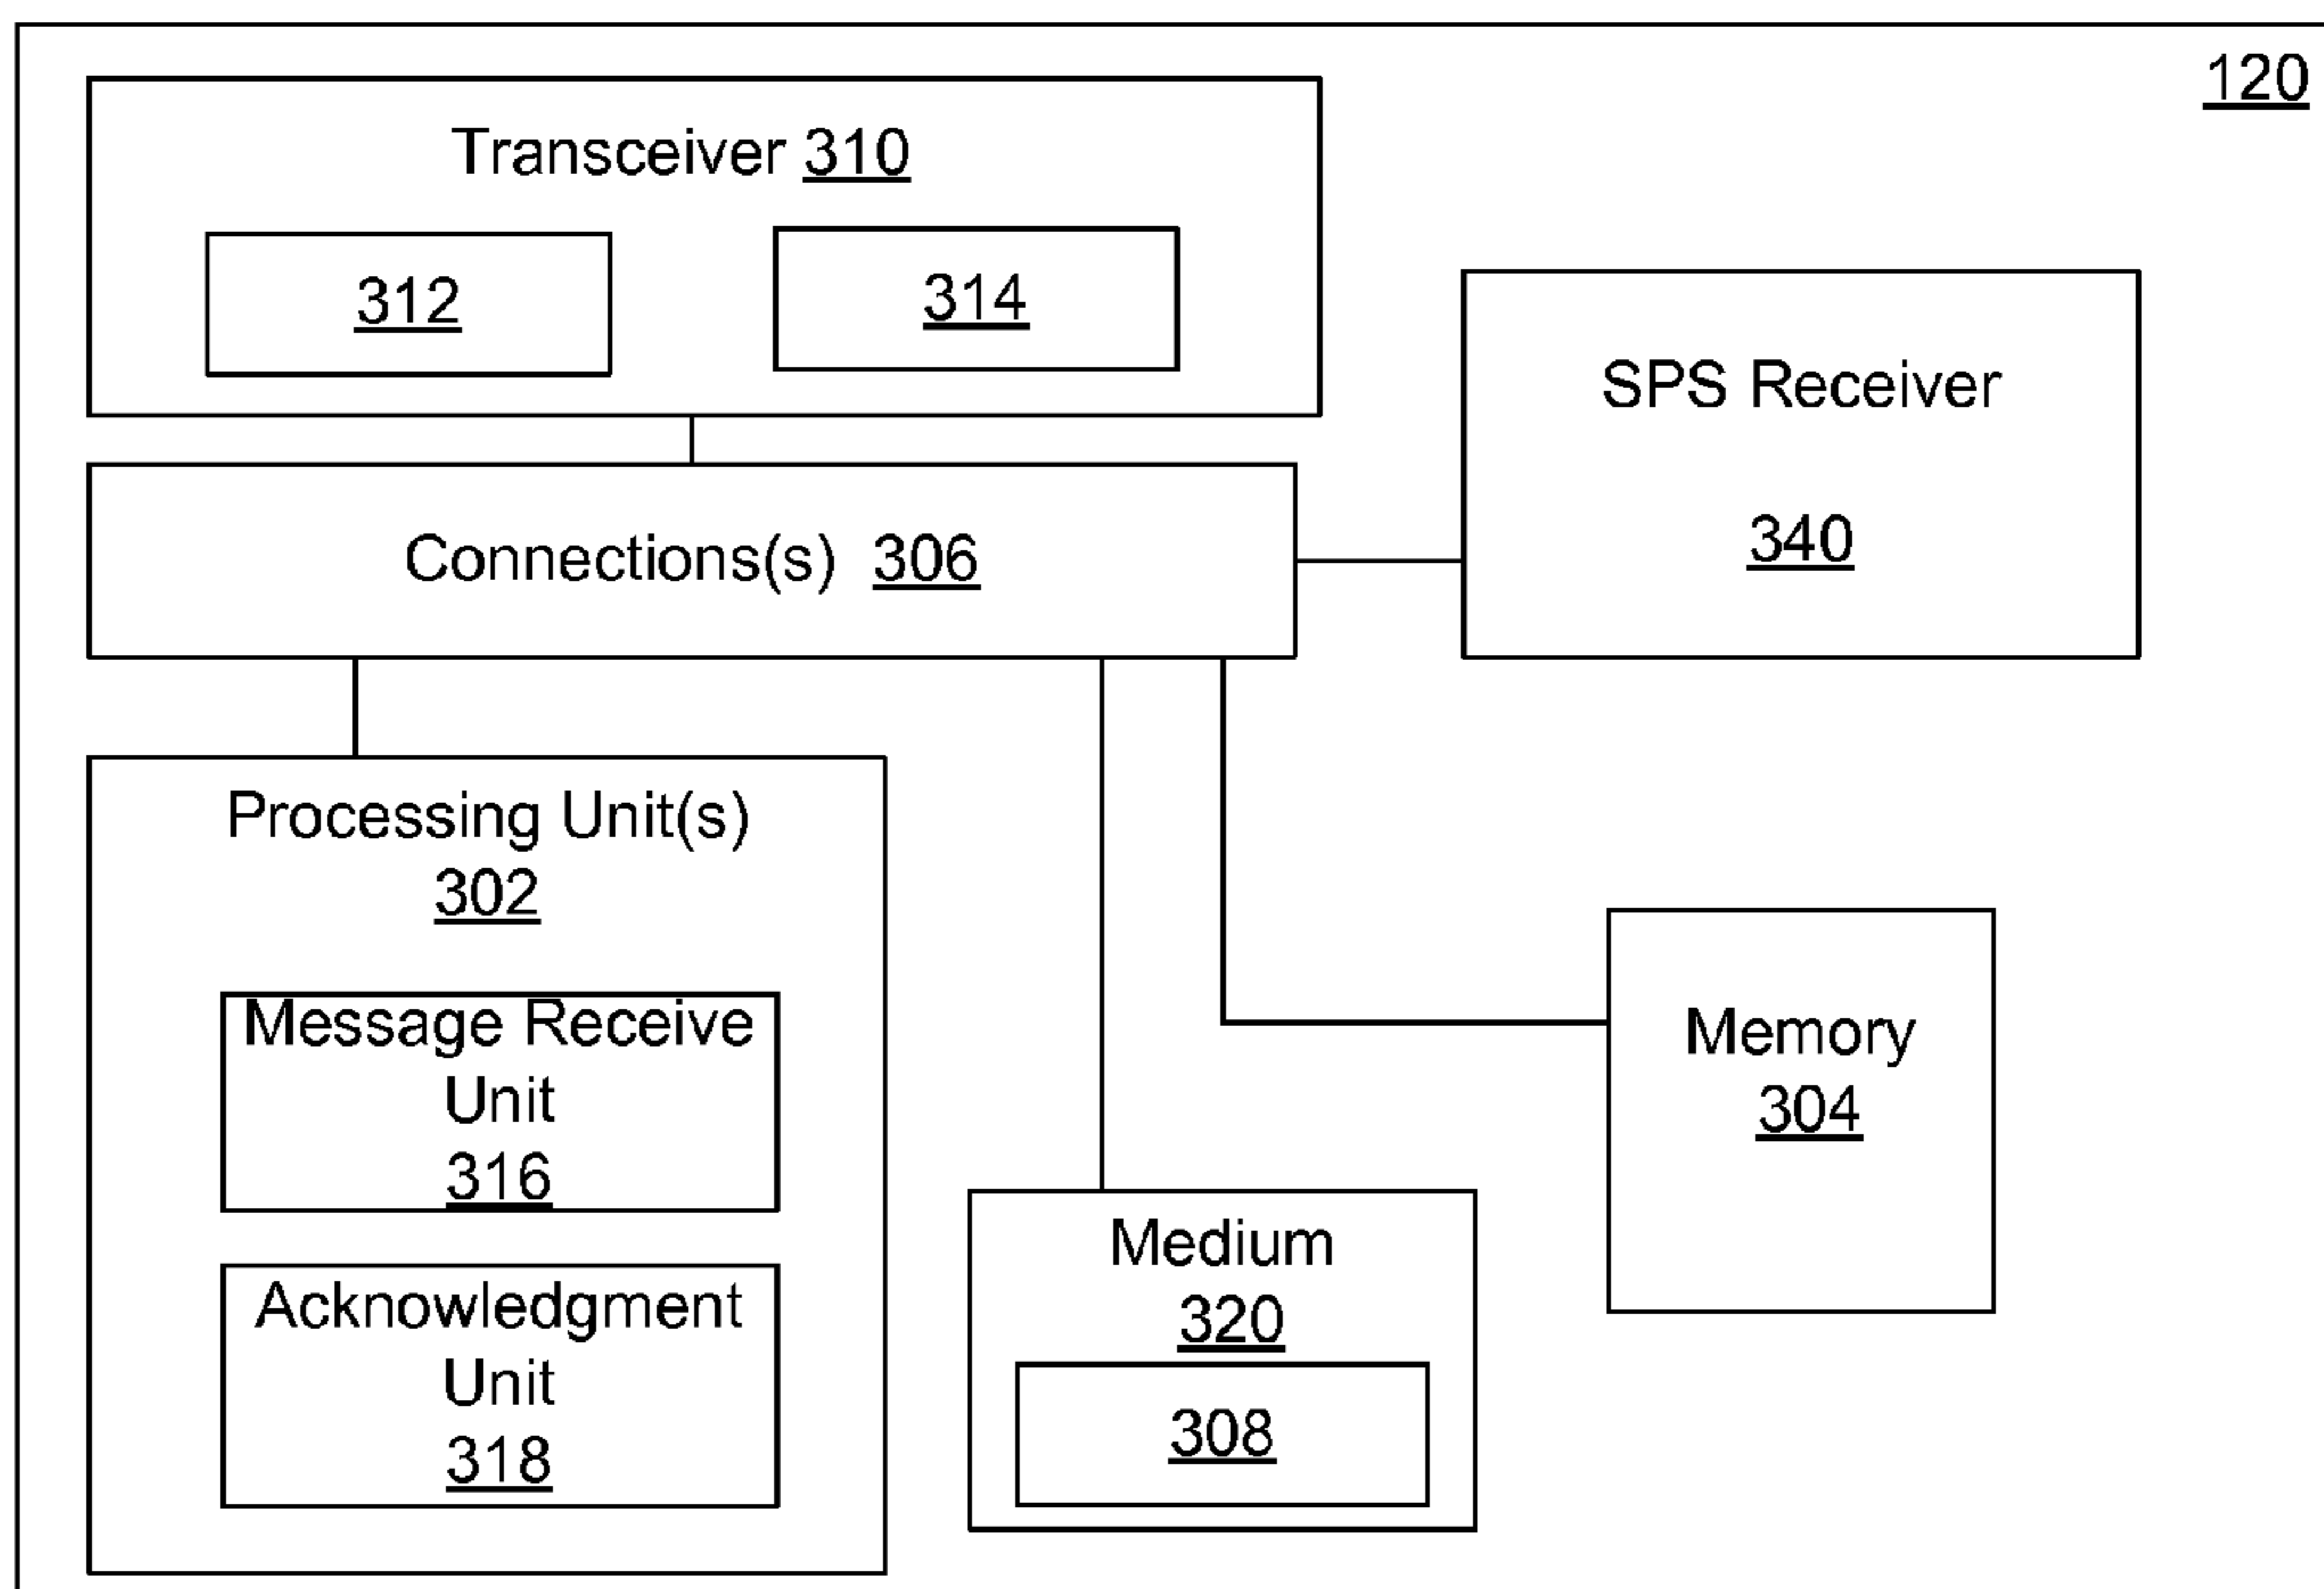 120
Transceiver 310
312
314
SPS Receiver
340
Connections(s) 306
Processing Unit(s)
302
Message Receive
Unit
316
Acknowledgment
Unit
318
Medium
320
308
Memory
304